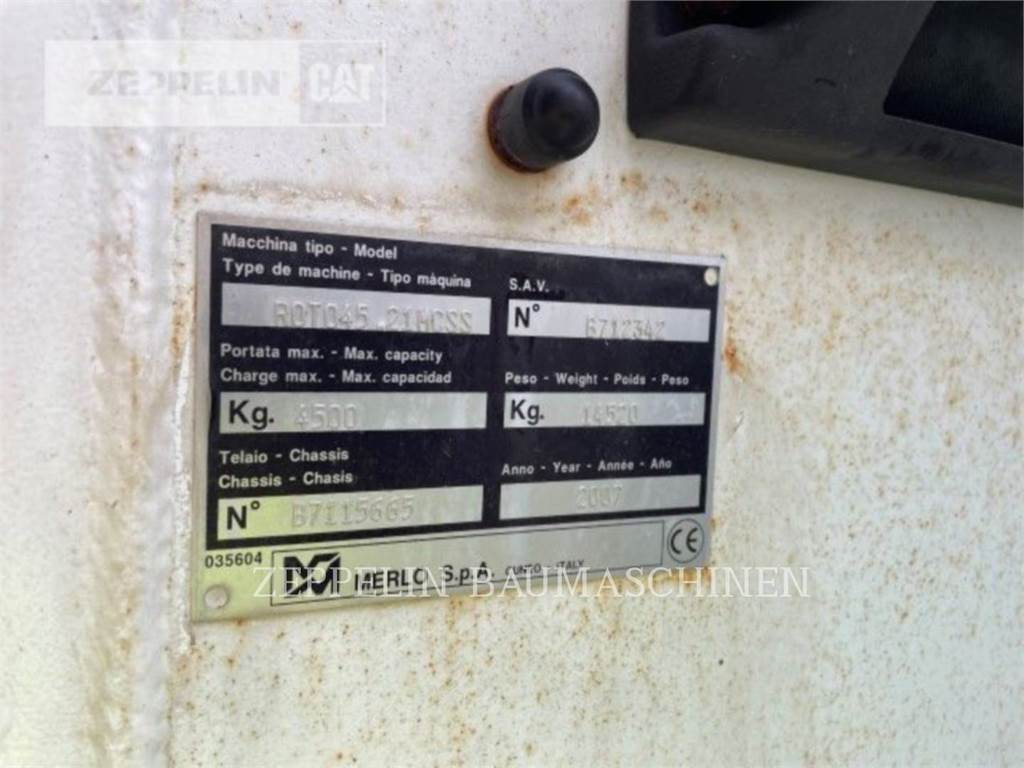 ZEPPELIN CAT
Macchina tipo - Model
Type de machine - Tipo màquina
ROTO45.21MCSS
S.A.V.
N° B712342
Portata max. - Max. capacity
Charge max. - Max. capacidad
Kg. 4500
Peso - Weight - Poids - Peso
Kg. 14520
Telaio - Chassis
Chassis - Chasis
N° B7115665
Anno - Year - Année - Año
2007
035604
MERLO S.p.A. CUNEO - ITALY
CE
ZEPPELIN BAUMASCHINEN